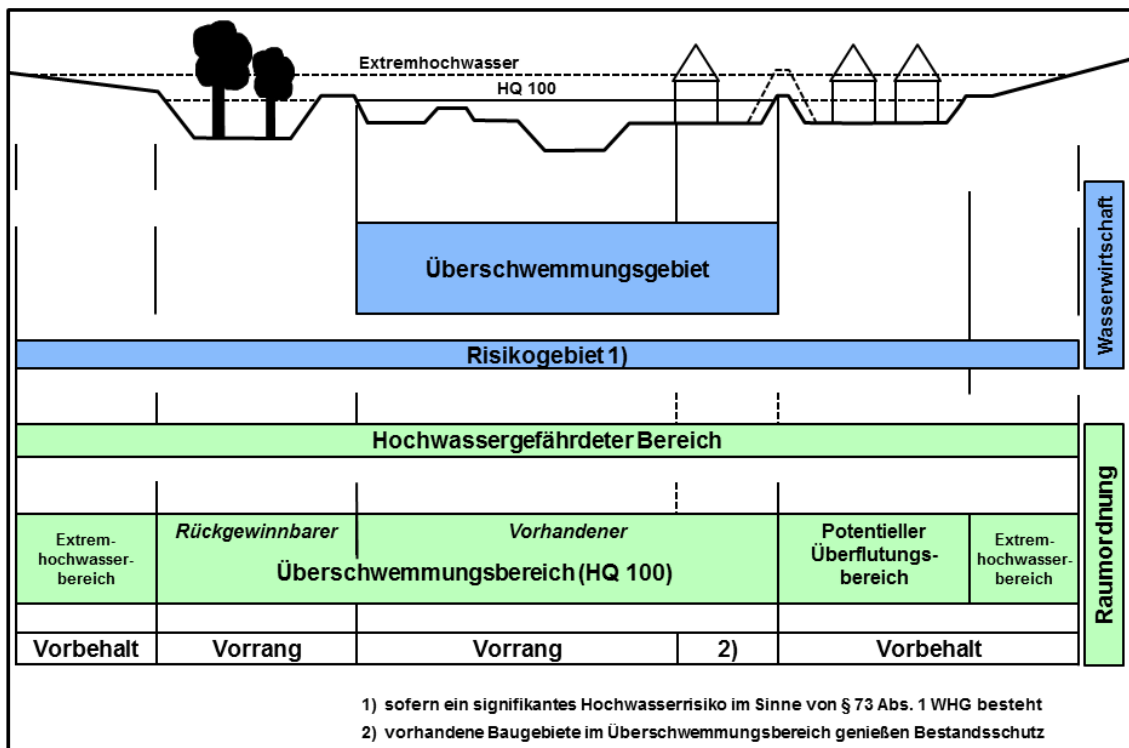 Extremhochwasser
HQ 100
Überschwemmungsgebiet
Wasserwirtschaft
Risikogebiet 1)
Hochwassergefährdeter Bereich
Raumordnung
Extrem-
hochwasser-
bereich
Rückgewinnbarer
Vorhandener
Überschwemmungsbereich (HQ 100)
Potentieller
Überflutungs-
bereich
Extrem-
hochwasser-
bereich
Vorbehalt
Vorrang
Vorrang
2)
Vorbehalt
1) sofern ein signifikantes Hochwasserrisiko im Sinne von § 73 Abs. 1 WHG besteht
2) vorhandene Baugebiete im Überschwemmungsbereich genießen Bestandsschutz